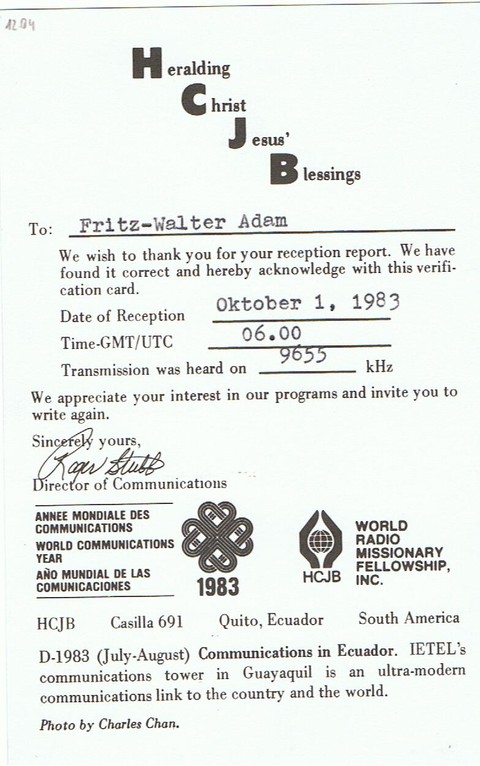 12.04
Heralding
Christ
Jesus'
Blessings
To: Fritz-Walter Adam
We wish to thank you for your reception report. We have
found it correct and hereby acknowledge with this verifi-
cation card.
Date of Reception Oktober 1, 1983
Time-GMT/UTC 06.00
Transmission was heard on 9655 kHz
We appreciate your interest in our programs and invite you to
write again.
Sincerely yours,
Roger Stubb
Director of Communications
ANNEE MONDIALE DES
COMMUNICATIONS
WORLD COMMUNICATIONS
YEAR
AÑO MUNDIAL DE LAS
COMUNICACIONES
1983
HCJB
WORLD
RADIO
MISSIONARY
FELLOWSHIP,
INC.
HCJB Casilla 691 Quito, Ecuador South America
D-1983 (July-August) Communications in Ecuador. IETEL's
communications tower in Guayaquil is an ultra-modern
communications link to the country and the world.
Photo by Charles Chan.